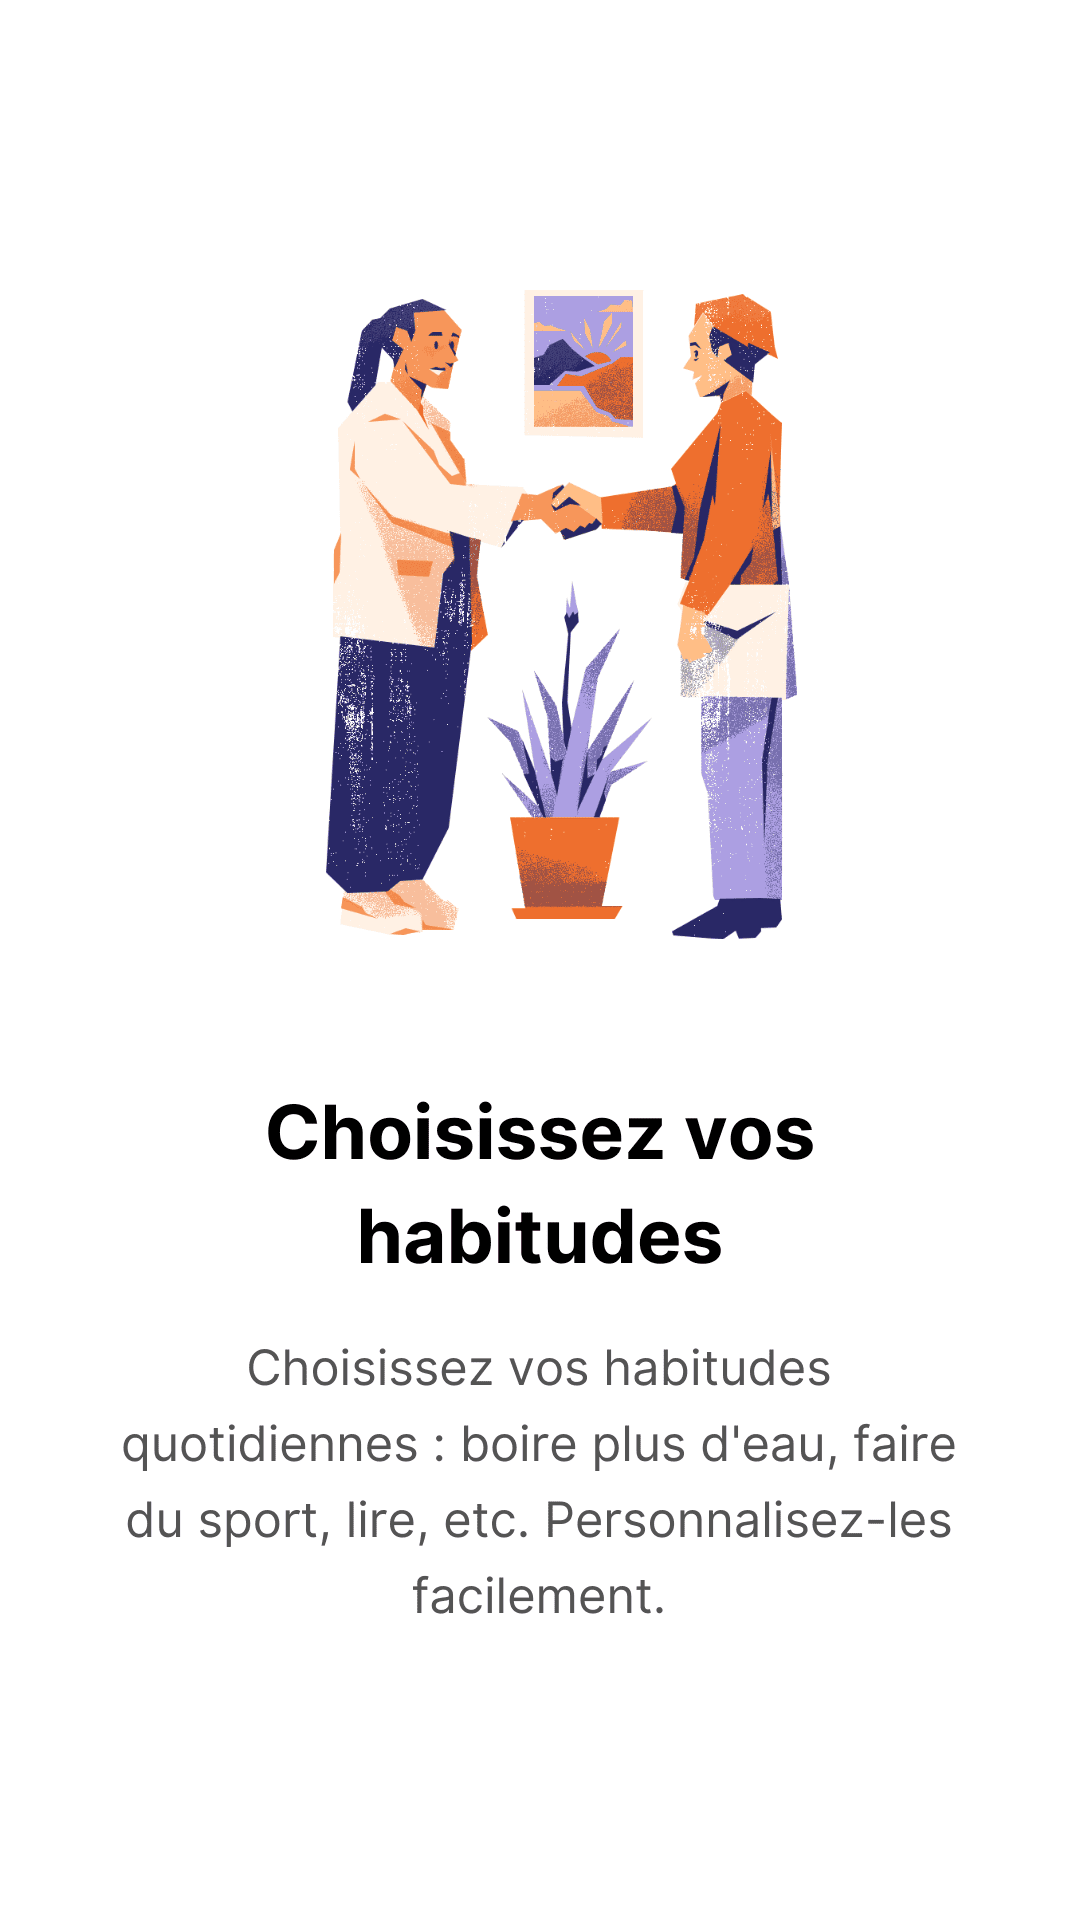 Choisissez vos
habitudes
Choisissez vos habitudes
quotidiennes : boire plus d'eau, faire
du sport, lire, etc. Personnalisez-les
facilement.